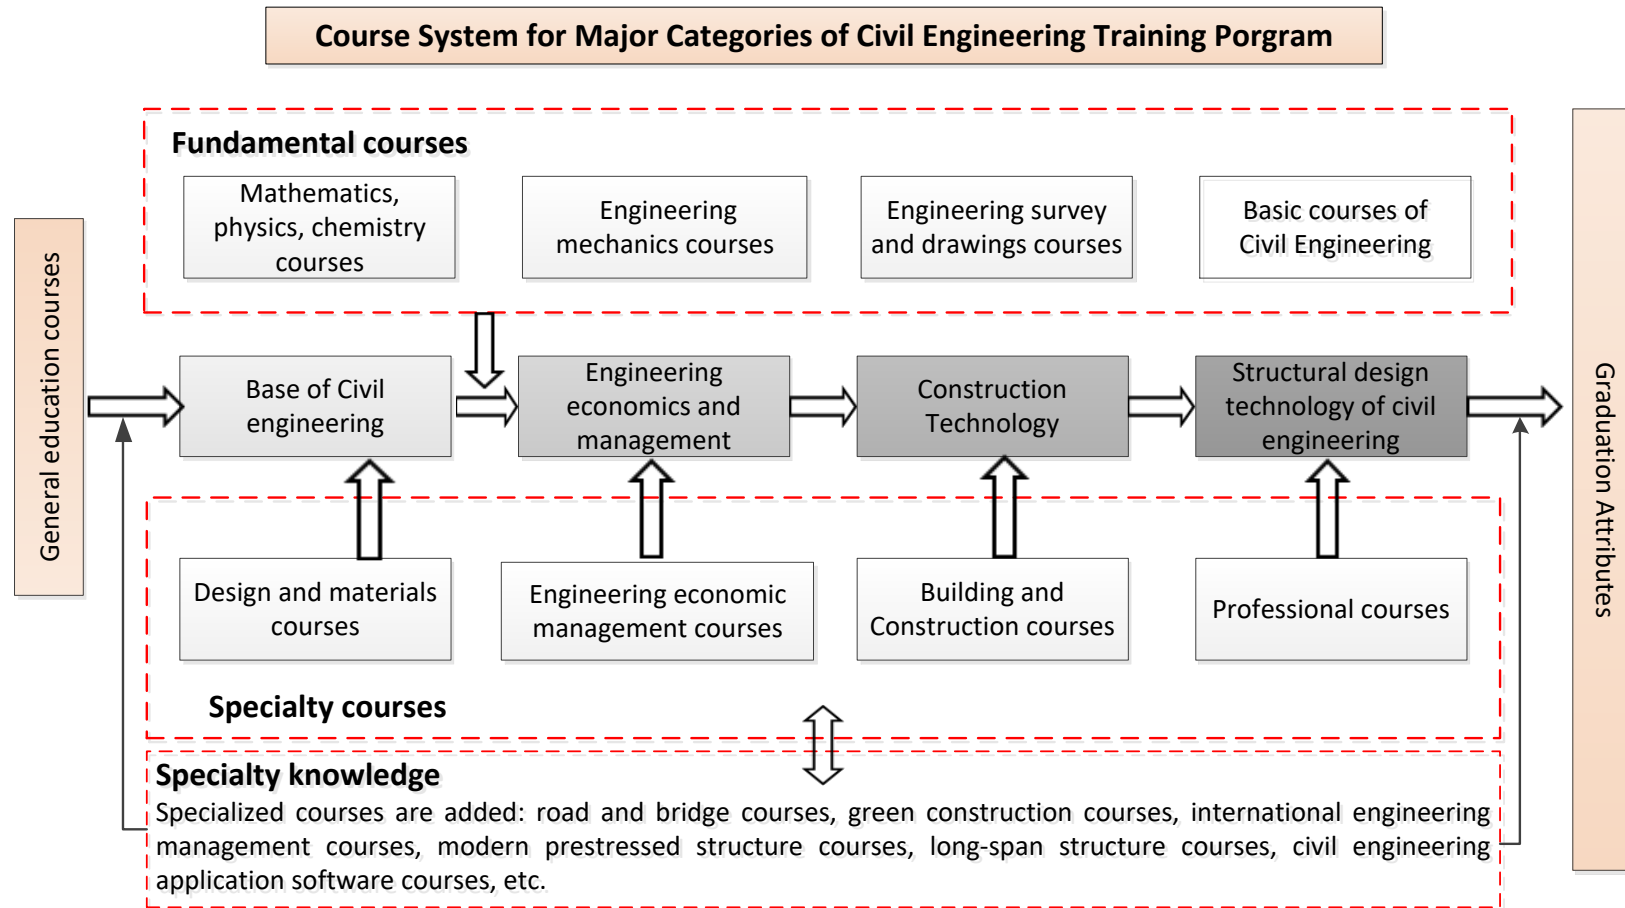 Course System for Major Categories of Civil Engineering Training Porgram
Fundamental courses
Mathematics,
physics, chemistry
courses
Engineering
mechanics courses
Engineering survey
and drawings courses
Basic courses of
Civil Engineering
General education courses
Base of Civil
engineering
Engineering
economics and
management
Construction
Technology
Structural design
technology of civil
engineering
Graduation Attributes
Design and materials
courses
Engineering economic
management courses
Building and
Construction courses
Professional courses
Specialty courses
Specialty knowledge
Specialized courses are added: road and bridge courses, green construction courses, international engineering
management courses, modern prestressed structure courses, long-span structure courses, civil engineering
application software courses, etc.